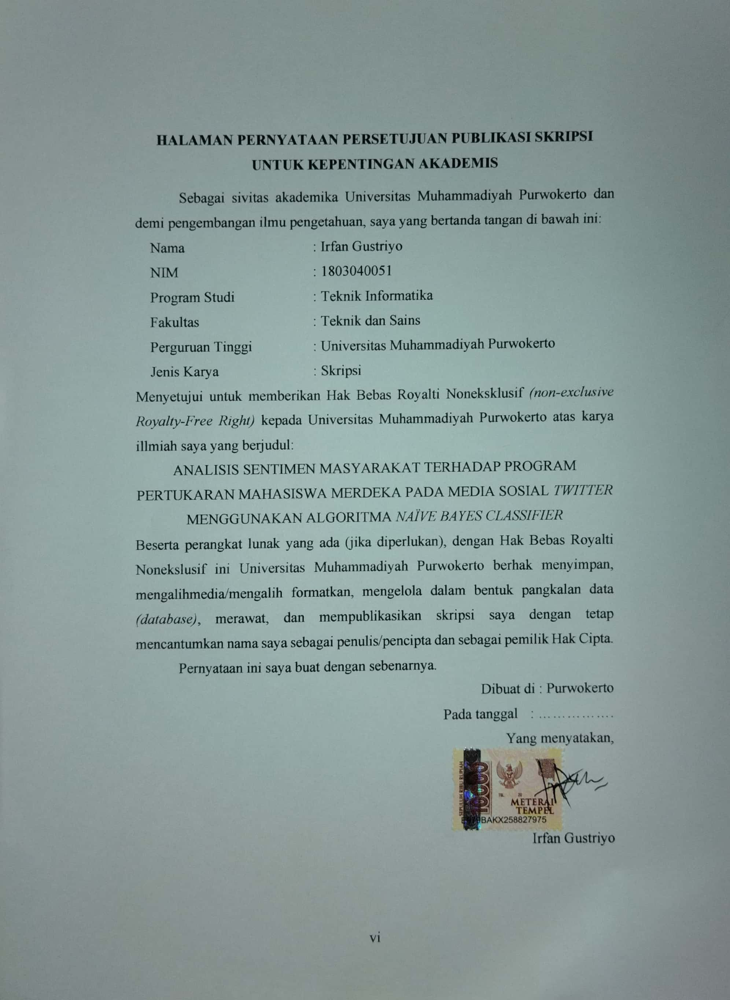 HALAMAN PERNYATAAN PERSETUJUAN PUBLIKASI SKRIPSI
UNTUK KEPENTINGAN AKADEMIS
Sebagai sivitas akademika Universitas Muhammadiyah Purwokerto dan
demi pengembangan ilmu pengetahuan, saya yang bertanda tangan di bawah ini:
Nama : Irfan Gustriyo
NIM : 1803040051
Program Studi : Teknik Informatika
Fakultas : Teknik dan Sains
Perguruan Tinggi : Universitas Muhammadiyah Purwokerto
Jenis Karya : Skripsi
Menyetujui untuk memberikan Hak Bebas Royalti Noneksklusif (non-exclusive
Royalty-Free Right) kepada Universitas Muhammadiyah Purwokerto atas karya
illmiah saya yang berjudul:
ANALISIS SENTIMEN MASYARAKAT TERHADAP PROGRAM
PERTUKARAN MAHASISWA MERDEKA PADA MEDIA SOSIAL TWITTER
MENGGUNAKAN ALGORITMA NAÏVE BAYES CLASSIFIER
Beserta perangkat lunak yang ada (jika diperlukan), dengan Hak Bebas Royalti
Nonekslusif ini Universitas Muhammadiyah Purwokerto berhak menyimpan,
mengalihmedia/mengalih formatkan, mengelola dalam bentuk pangkalan data
(database), merawat, dan mempublikasikan skripsi saya dengan tetap
mencantumkan nama saya sebagai penulis/pencipta dan sebagai pemilik Hak Cipta.
Pernyataan ini saya buat dengan sebenarnya.
Dibuat di : Purwokerto
Pada tanggal : .................
Yang menyatakan,
SEPULUH RIBU RUPIAH
10000
TGL. 20
METERAI
TEMPEL
BAKX258827975
Irfan Gustriyo
vi